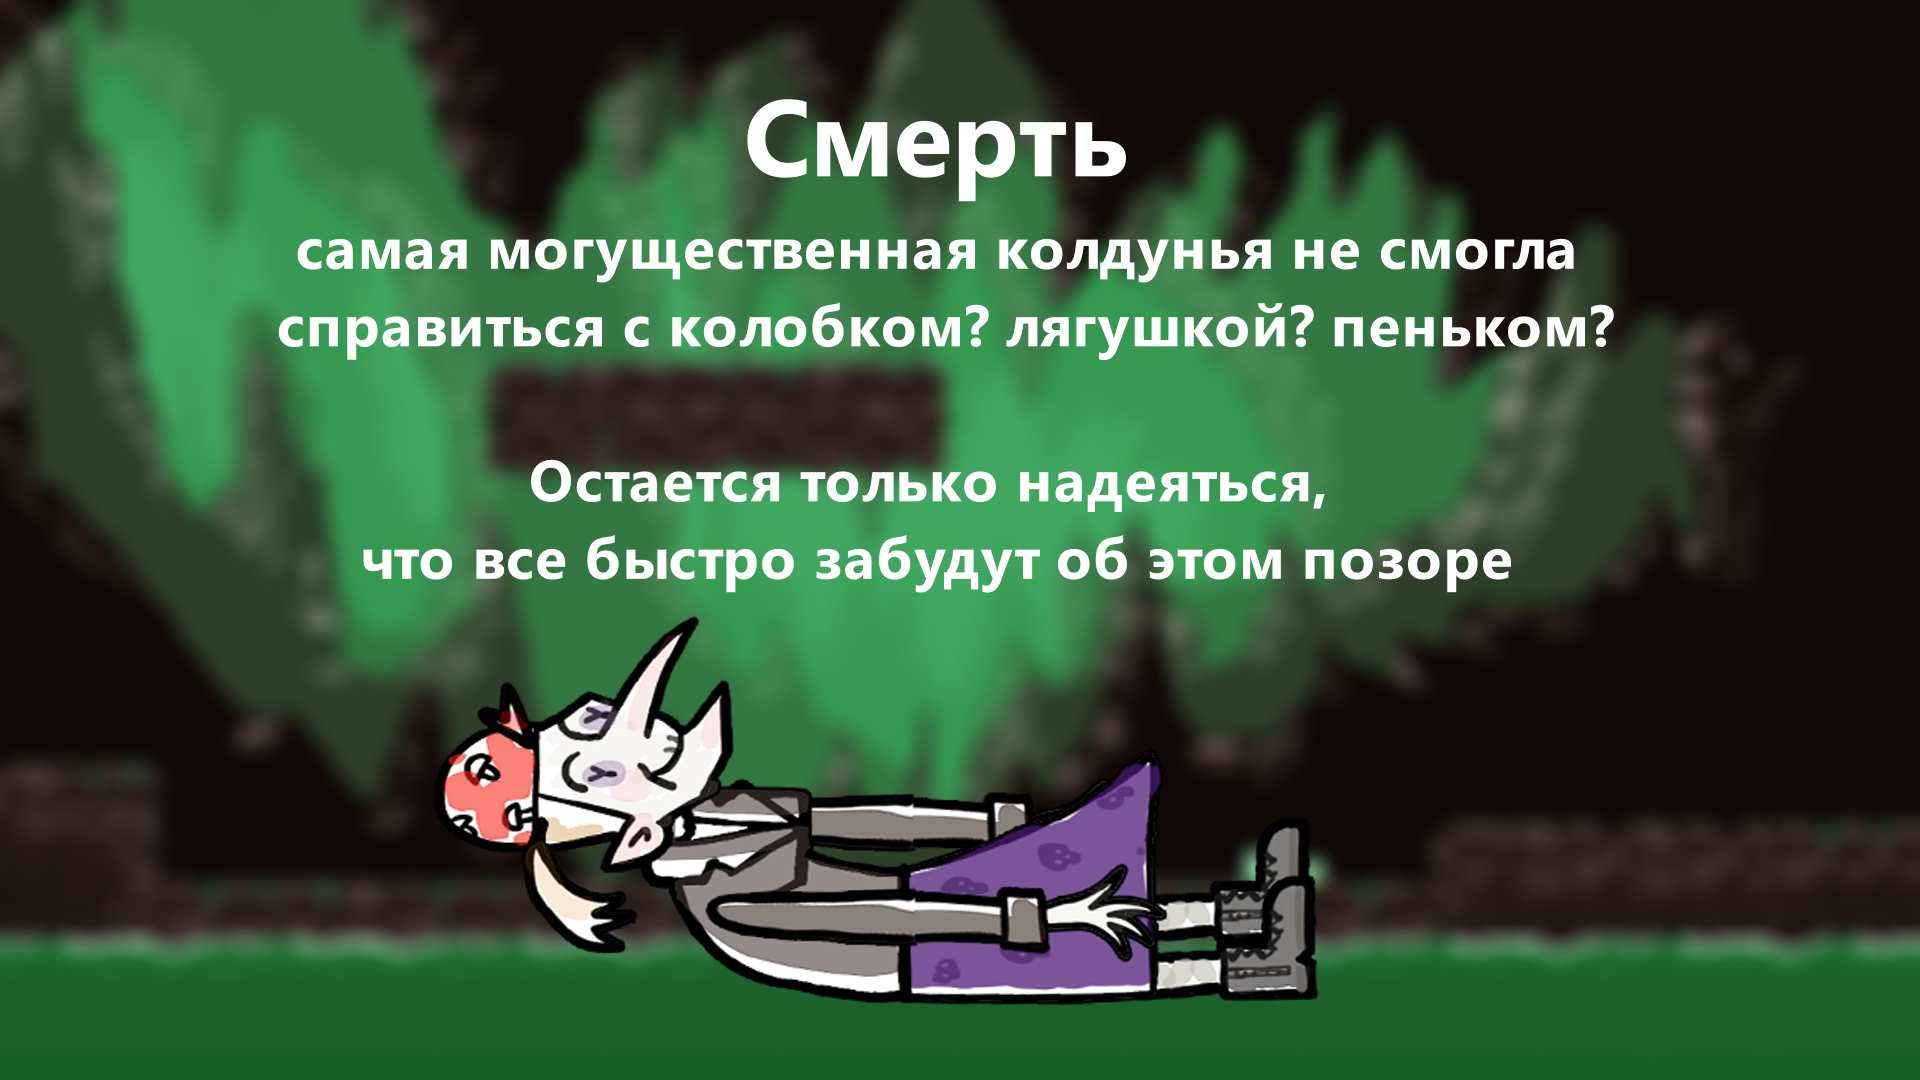 Смерть
самая могущественная колдунья не смогла
справиться с колобком? лягушкой? пеньком?
Остается только надеяться,
что все быстро забудут об этом позоре